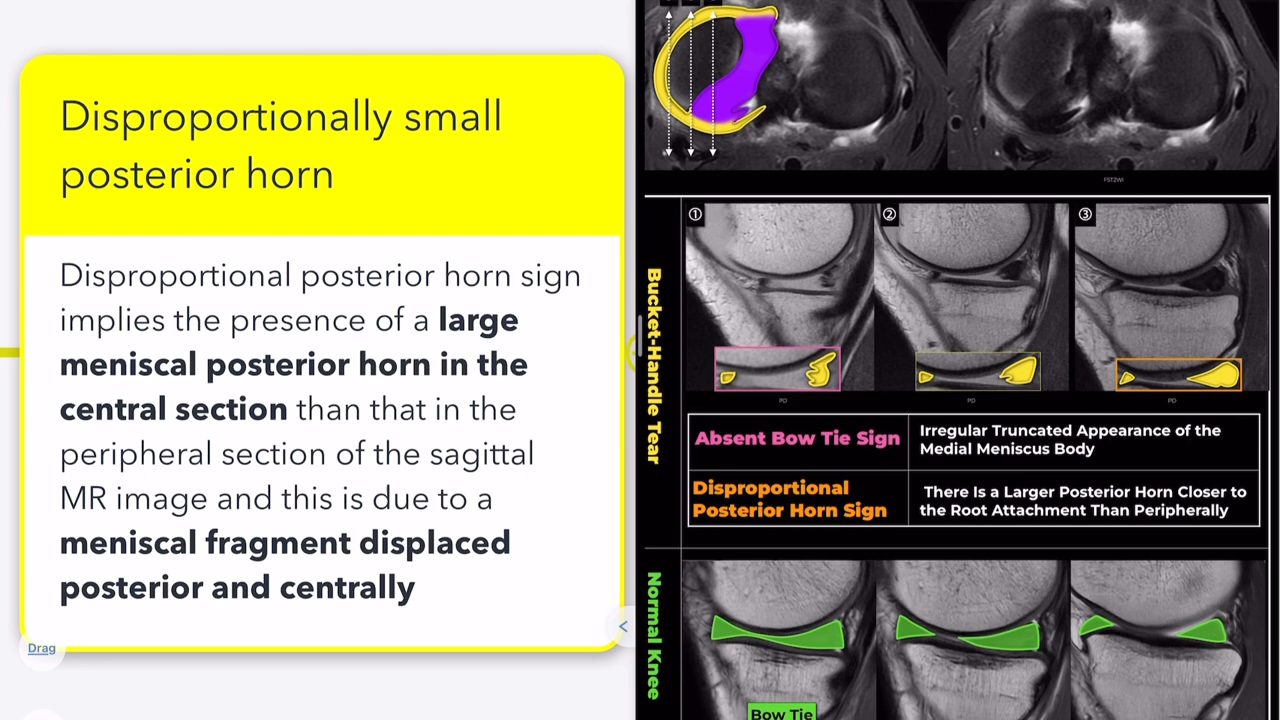 Disproportionally small
posterior horn
Disproportional posterior horn sign
implies the presence of a large
meniscal posterior horn in the
central section than that in the
peripheral section of the sagittal
MR image and this is due to a
meniscal fragment displaced
posterior and centrally
<
Drag
FST2WI
Bucket-Handle Tear
①
②
③
PD
PD
PD
Absent Bow Tie Sign
Irregular Truncated Appearance of the
Medial Meniscus Body
Disproportional
Posterior Horn Sign
There Is a Larger Posterior Horn Closer to
the Root Attachment Than Peripherally
Normal Knee
Bow Tie